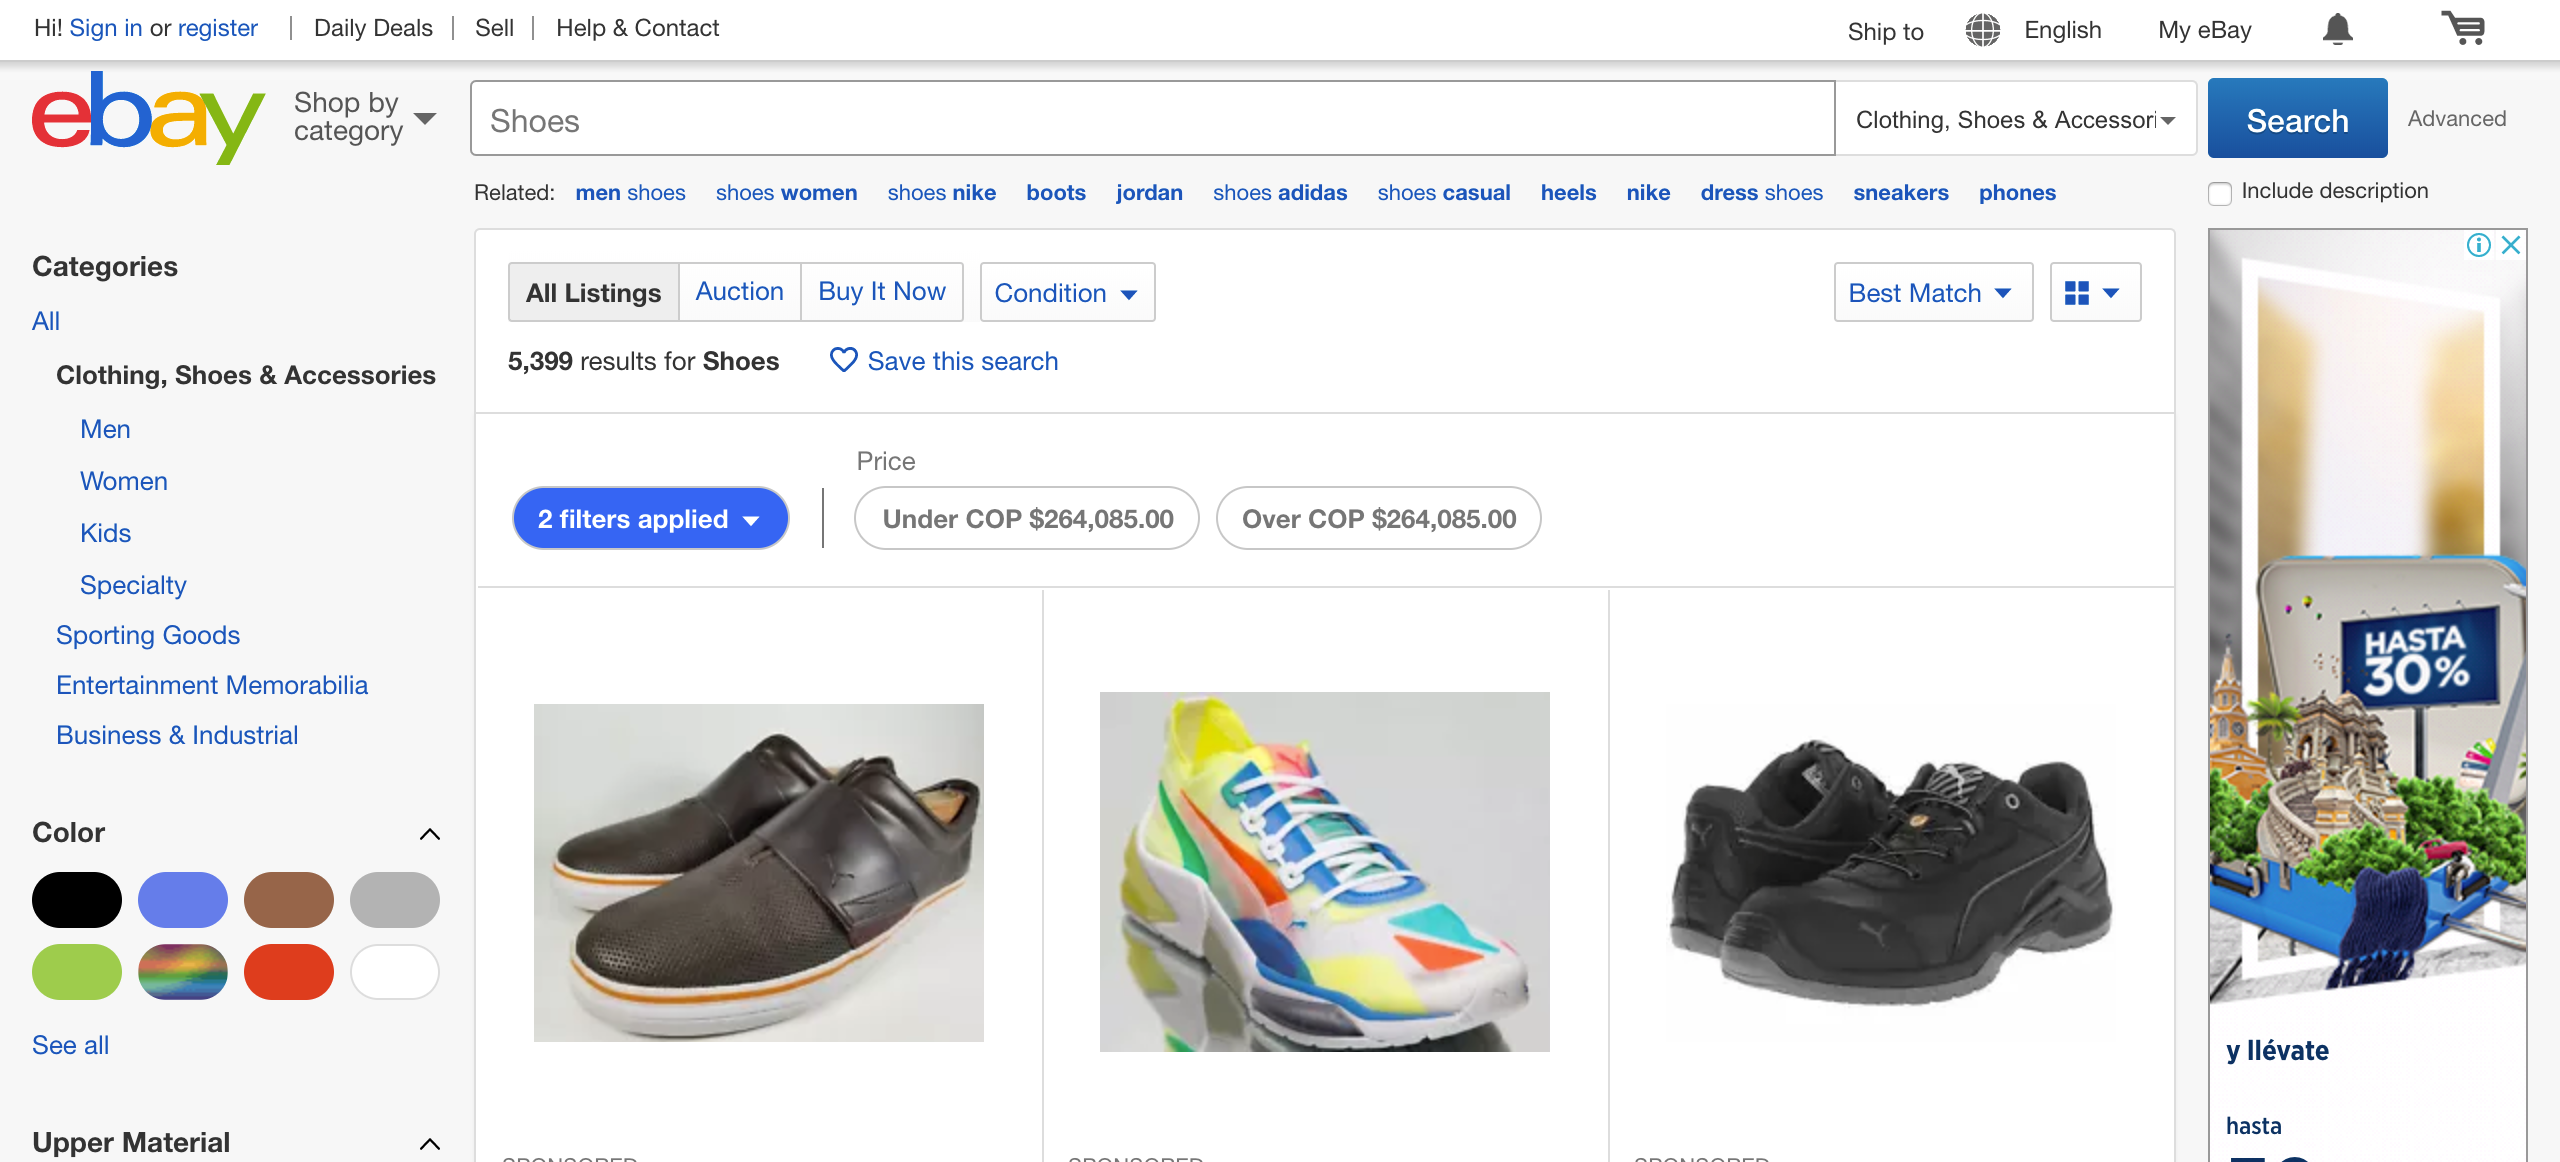 Hi! Sign in or register | Daily Deals | Sell | Help & Contact
Ship to English My eBay
ebay
Shop by
category
Shoes
Clothing, Shoes & Accessori
Search
Advanced
Related: men shoes shoes women shoes nike boots jordan shoes adidas shoes casual heels nike dress shoes sneakers phones
Include description
Categories
All
Clothing, Shoes & Accessories
Men
Women
Kids
Specialty
Sporting Goods
Entertainment Memorabilia
Business & Industrial
Color
See all
Upper Material
All Listings Auction Buy It Now Condition
Best Match
5,399 results for Shoes Save this search
Price
2 filters applied
Under COP $264,085.00 Over COP $264,085.00
SPONSORED SPONSORED SPONSORED
HASTA
30%
y llévate
hasta